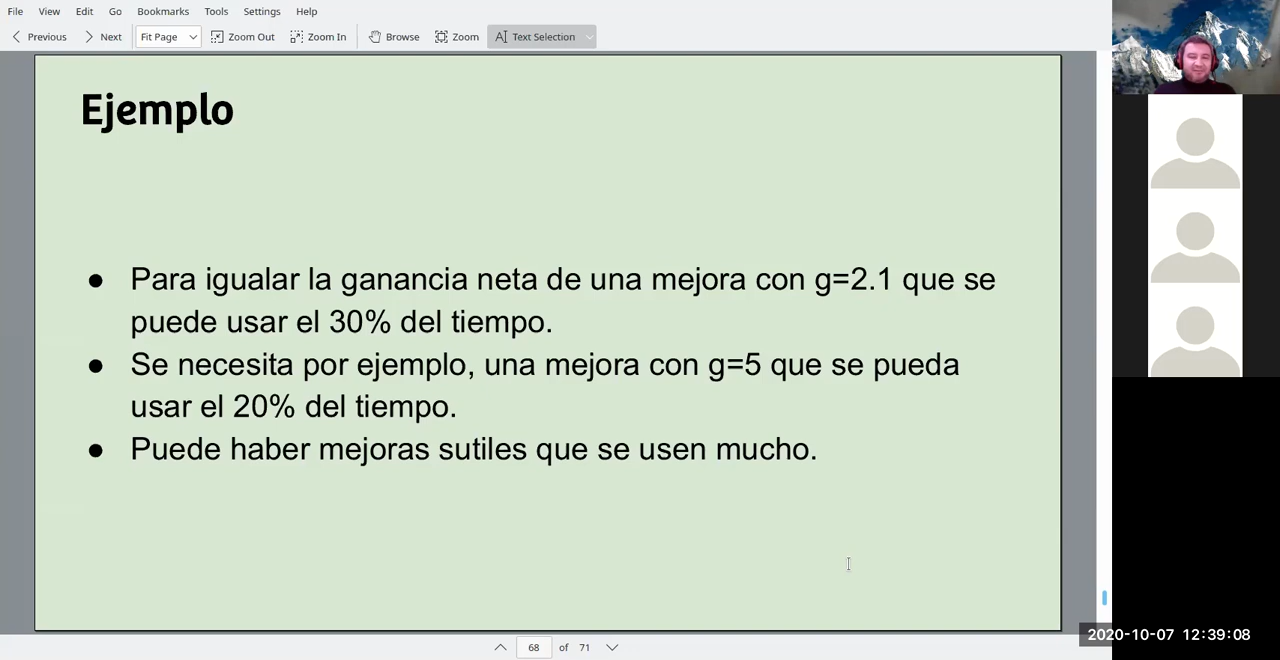 File View Edit Go Bookmarks Tools Settings Help
Previous Next Fit Page Zoom Out Zoom In Browse Zoom Text Selection
Ejemplo
● Para igualar la ganancia neta de una mejora con g=2.1 que se
puede usar el 30% del tiempo.
● Se necesita por ejemplo, una mejora con g=5 que se pueda
usar el 20% del tiempo.
● Puede haber mejoras sutiles que se usen mucho.
68 of 71
2020-10-07 12:39:08